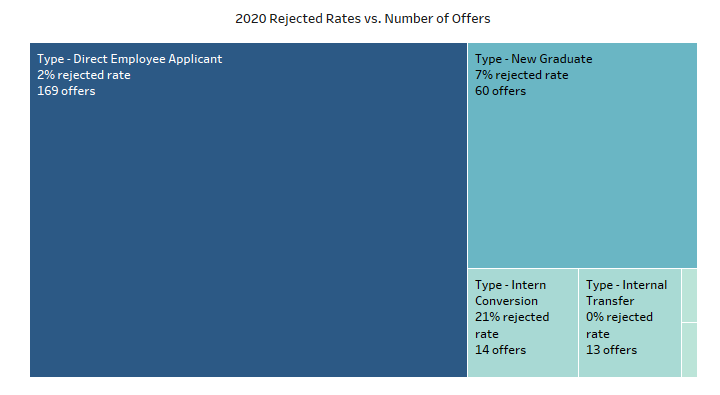 2020 Rejected Rates vs. Number of Offers
Type - Direct Employee Applicant
2% rejected rate
169 offers
Type - New Graduate
7% rejected rate
60 offers
Type - Intern
Conversion
21% rejected
rate
14 offers
Type - Internal
Transfer
0% rejected
rate
13 offers